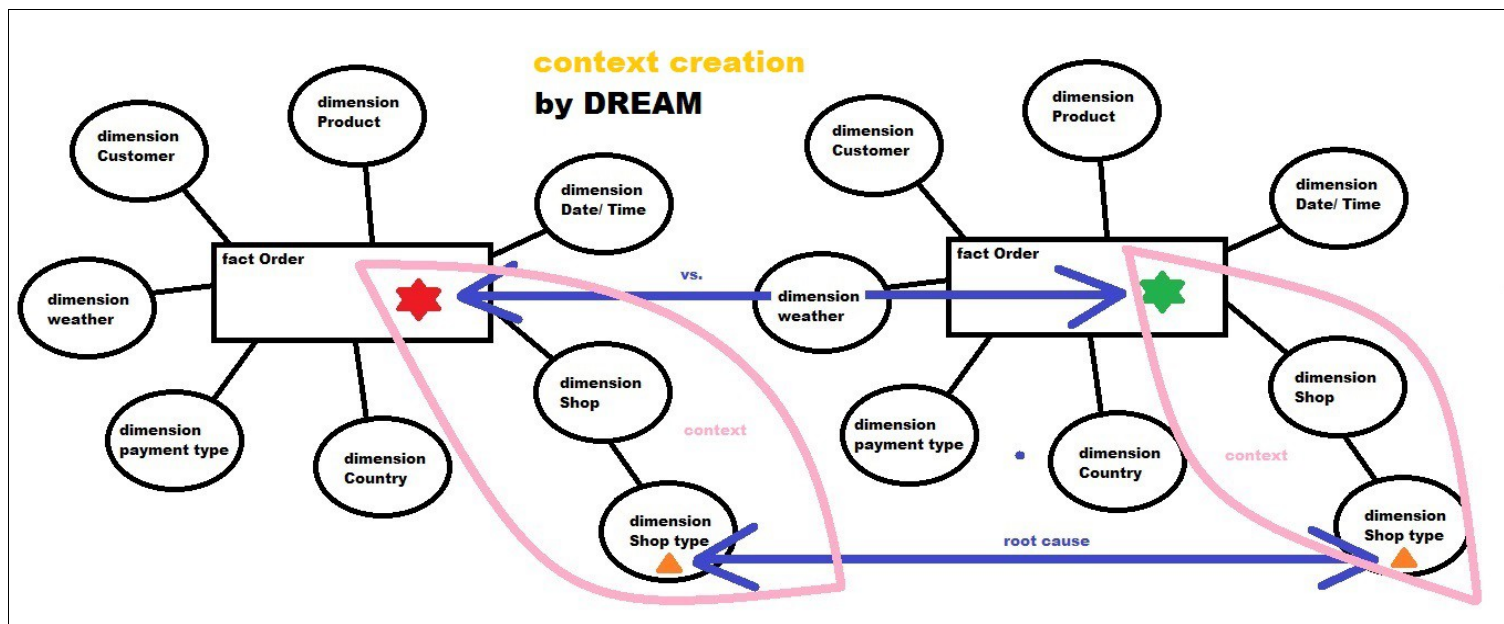 context creation
by DREAM
dimension
Product
dimension
Customer
dimension
Date/ Time
fact Order
dimension
weather
dimension
Shop
context
dimension
payment type
dimension
Country
dimension
Shop type
vs.
root cause
dimension
Product
dimension
Customer
dimension
Date/ Time
fact Order
dimension
weather
dimension
Shop
context
dimension
payment type
dimension
Country
dimension
Shop type